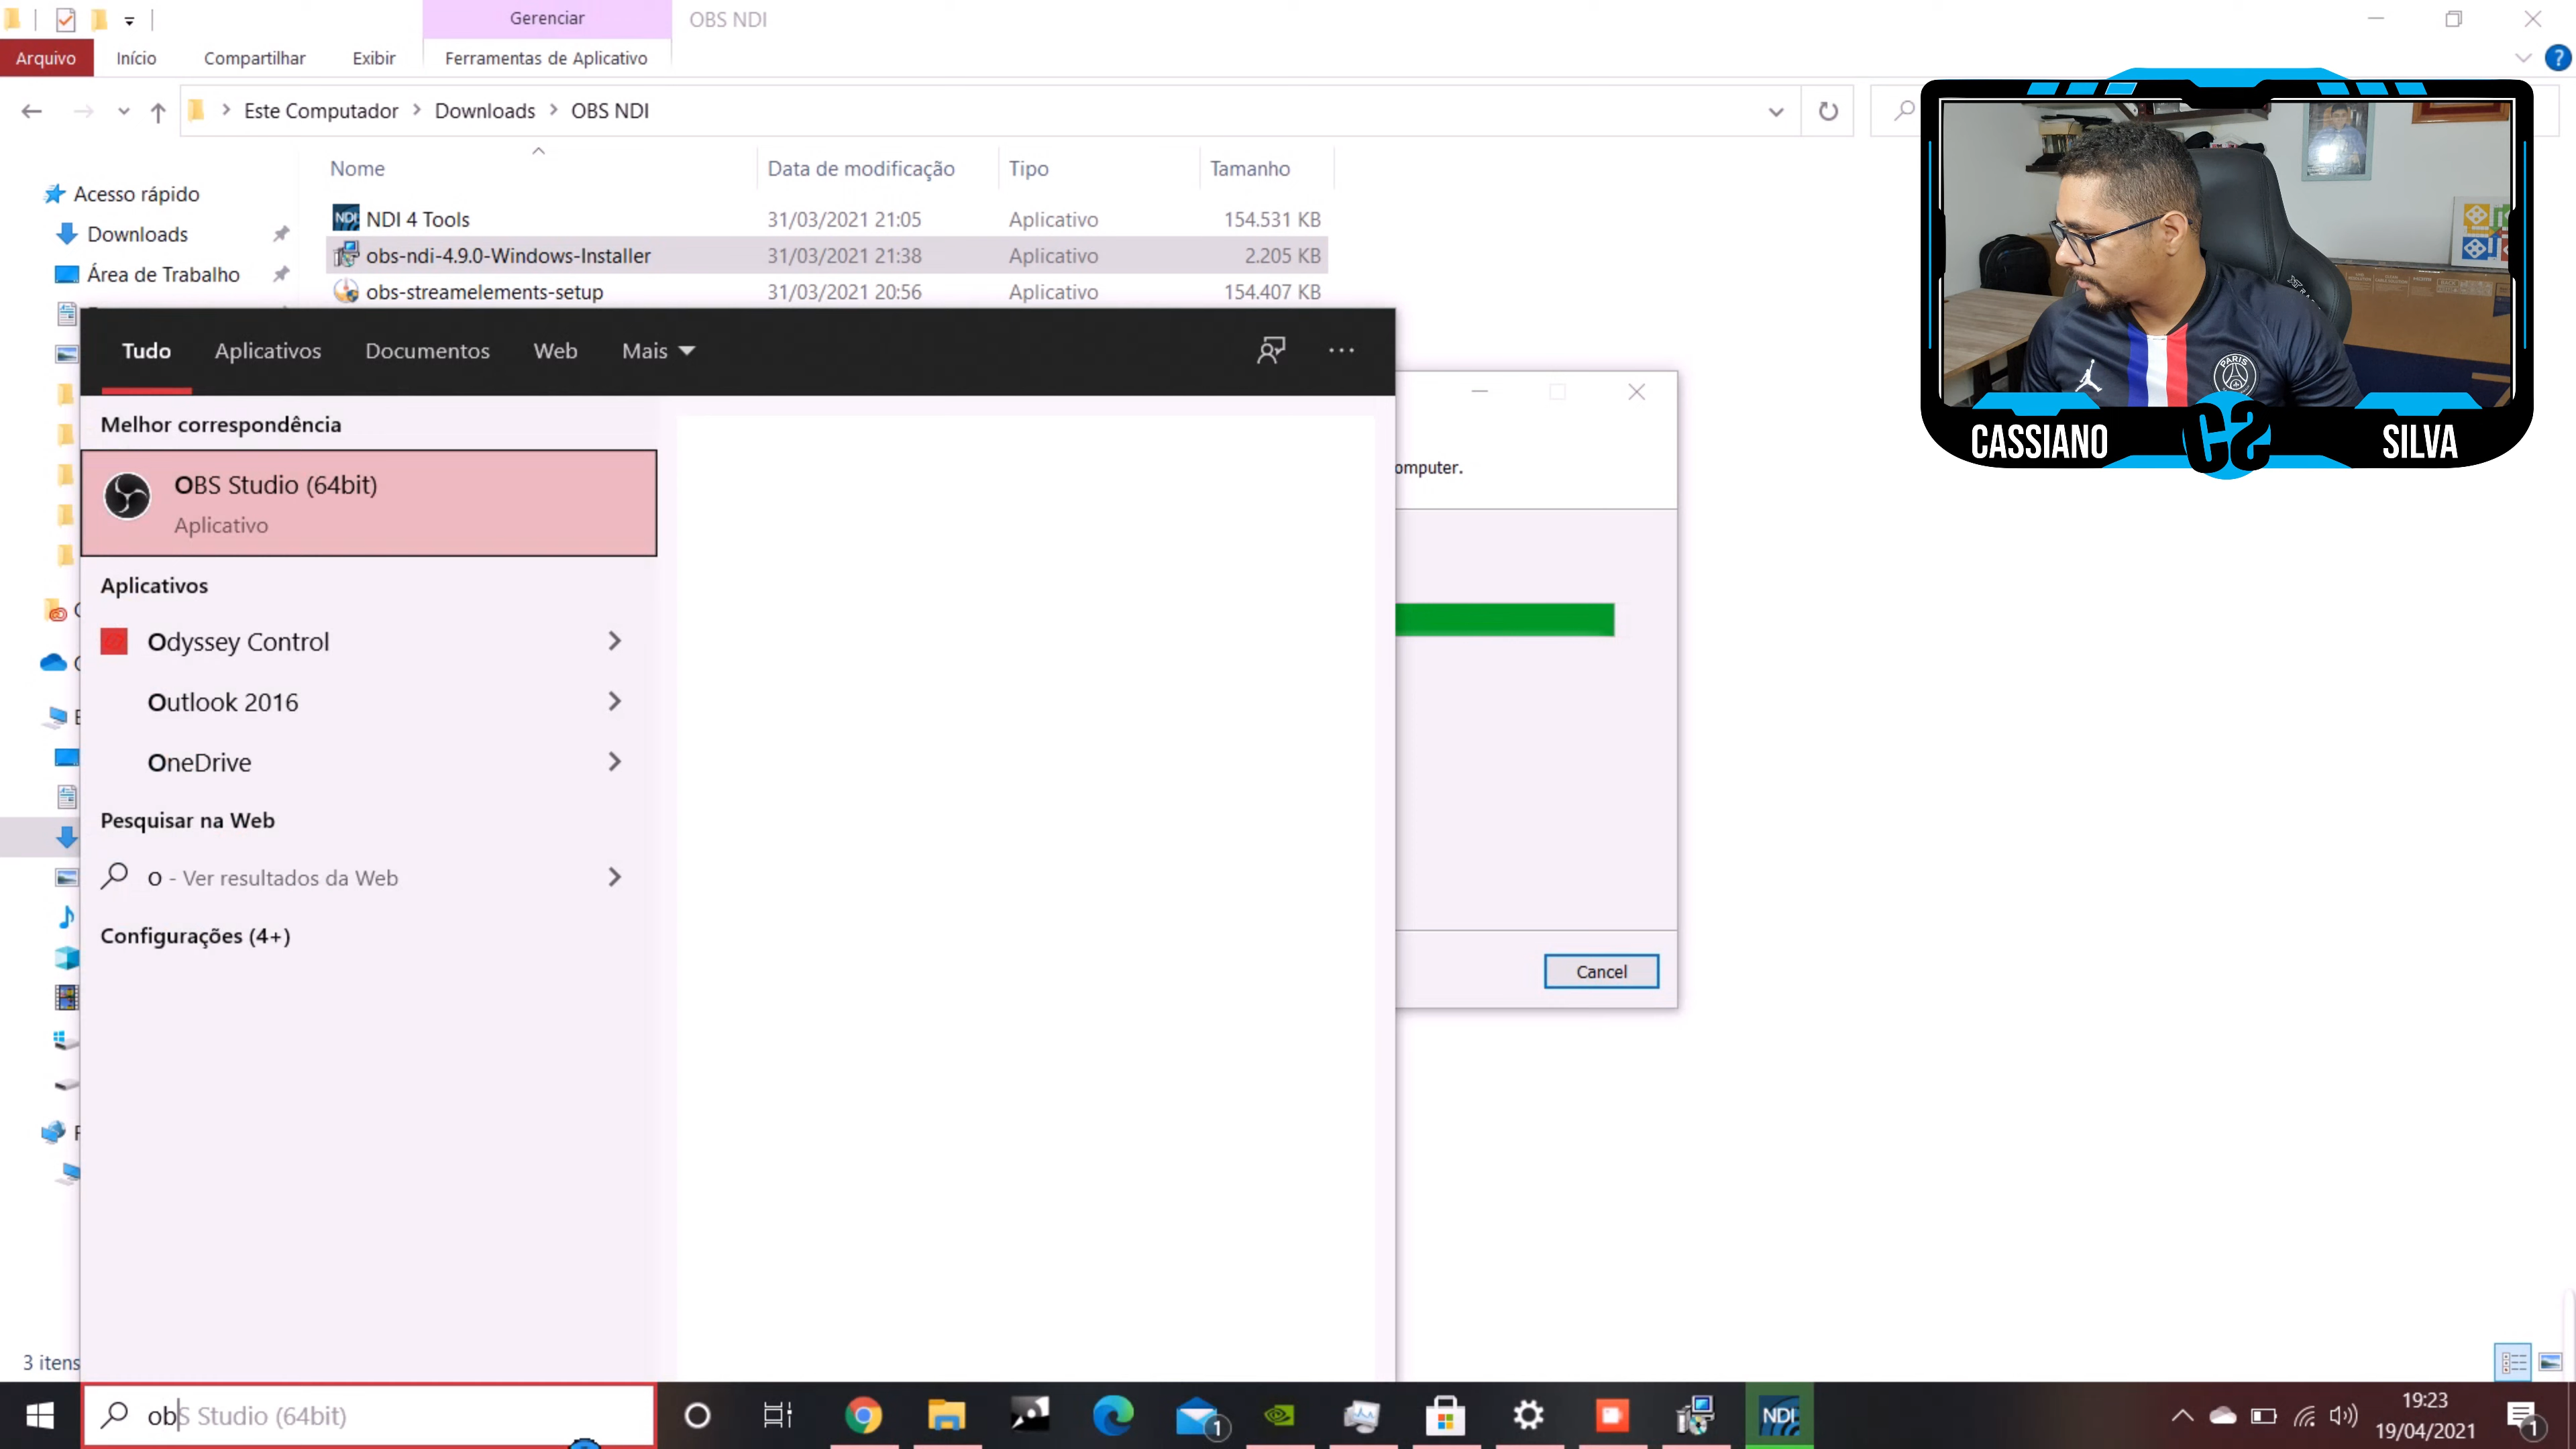 Gerenciar
OBS NDI
Arquivo
Início
Compartilhar
Exibir
Ferramentas de Aplicativo
Este Computador
Downloads
OBS NDI
Nome
Data de modificação
Tipo
Tamanho
Acesso rápido
Downloads
Área de Trabalho
NDI 4 Tools
31/03/2021 21:05
Aplicativo
154.531 KB
obs-ndi-4.9.0-Windows-Installer
31/03/2021 21:38
Aplicativo
2.205 KB
obs-streamelements-setup
31/03/2021 20:56
Aplicativo
154.407 KB
CASSIANO
CS
SILVA
PARIS
Tudo
Aplicativos
Documentos
Web
Mais
Melhor correspondência
OBS Studio (64bit)
Aplicativo
Aplicativos
Odyssey Control
Outlook 2016
OneDrive
Pesquisar na Web
o - Ver resultados da Web
Configurações (4+)
omputer.
Cancel
3 itens
obS Studio (64bit)
1
NDI
19:23
19/04/2021
1